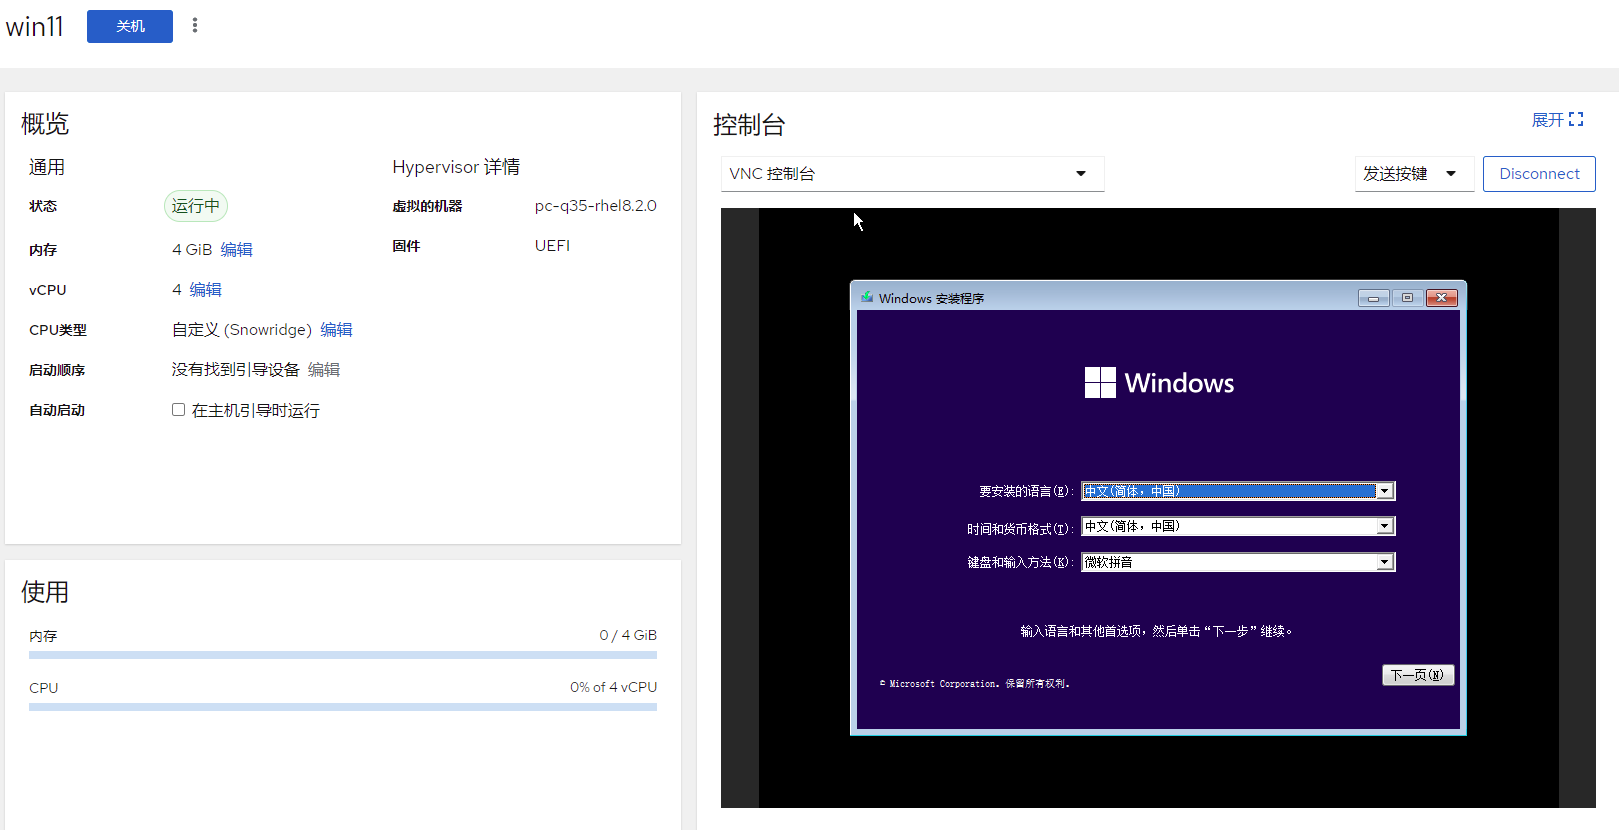 win11 关机
概览
通用
状态 运行中
内存 4 GiB 编辑
vCPU 4 编辑
CPU类型 自定义 (Snowridge) 编辑
启动顺序 没有找到引导设备 编辑
自动启动 在主机引导时运行
Hypervisor 详情
虚拟的机器 pc-q35-rhel8.2.0
固件 UEFI
使用
内存 0 / 4 GiB
CPU 0% of 4 vCPU
控制台 展开
VNC 控制台 发送按键 Disconnect
Windows 安装程序
Windows
要安装的语言(E): 中文(简体，中国)
时间和货币格式(T): 中文(简体，中国)
键盘和输入方法(K): 微软拼音
输入语言和其他首选项，然后单击“下一步”继续。
© Microsoft Corporation。保留所有权利。
下一页(N)